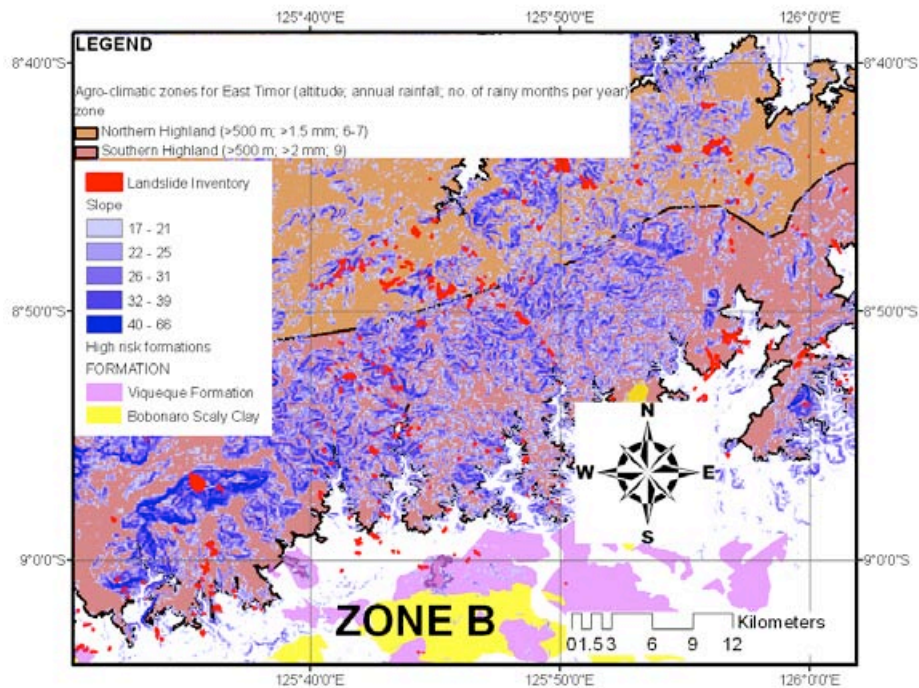 125°40'0"E 125°50'0"E 126°0'0"E
LEGEND
8°40'0"S 8°40'0"S
Agro-climatic zones for East Timor (altitude; annual rainfall; no. of rainy months per year)
zone
Northern Highland (>500 m; >1.5 mm; 6-7)
Southern Highland (>500 m; >2 mm; 9)
Landslide Inventory
Slope
17 - 21
22 - 25
26 - 31
32 - 39
40 - 66
8°50'0"S 8°50'0"S
High risk formations
FORMATION
Viqueque Formation
Bobonaro Scaly Clay
N
W E
S
9°0'0"S 9°0'0"S
ZONE B
Kilometers
0 1.5 3 6 9 12
125°40'0"E 125°50'0"E 126°0'0"E